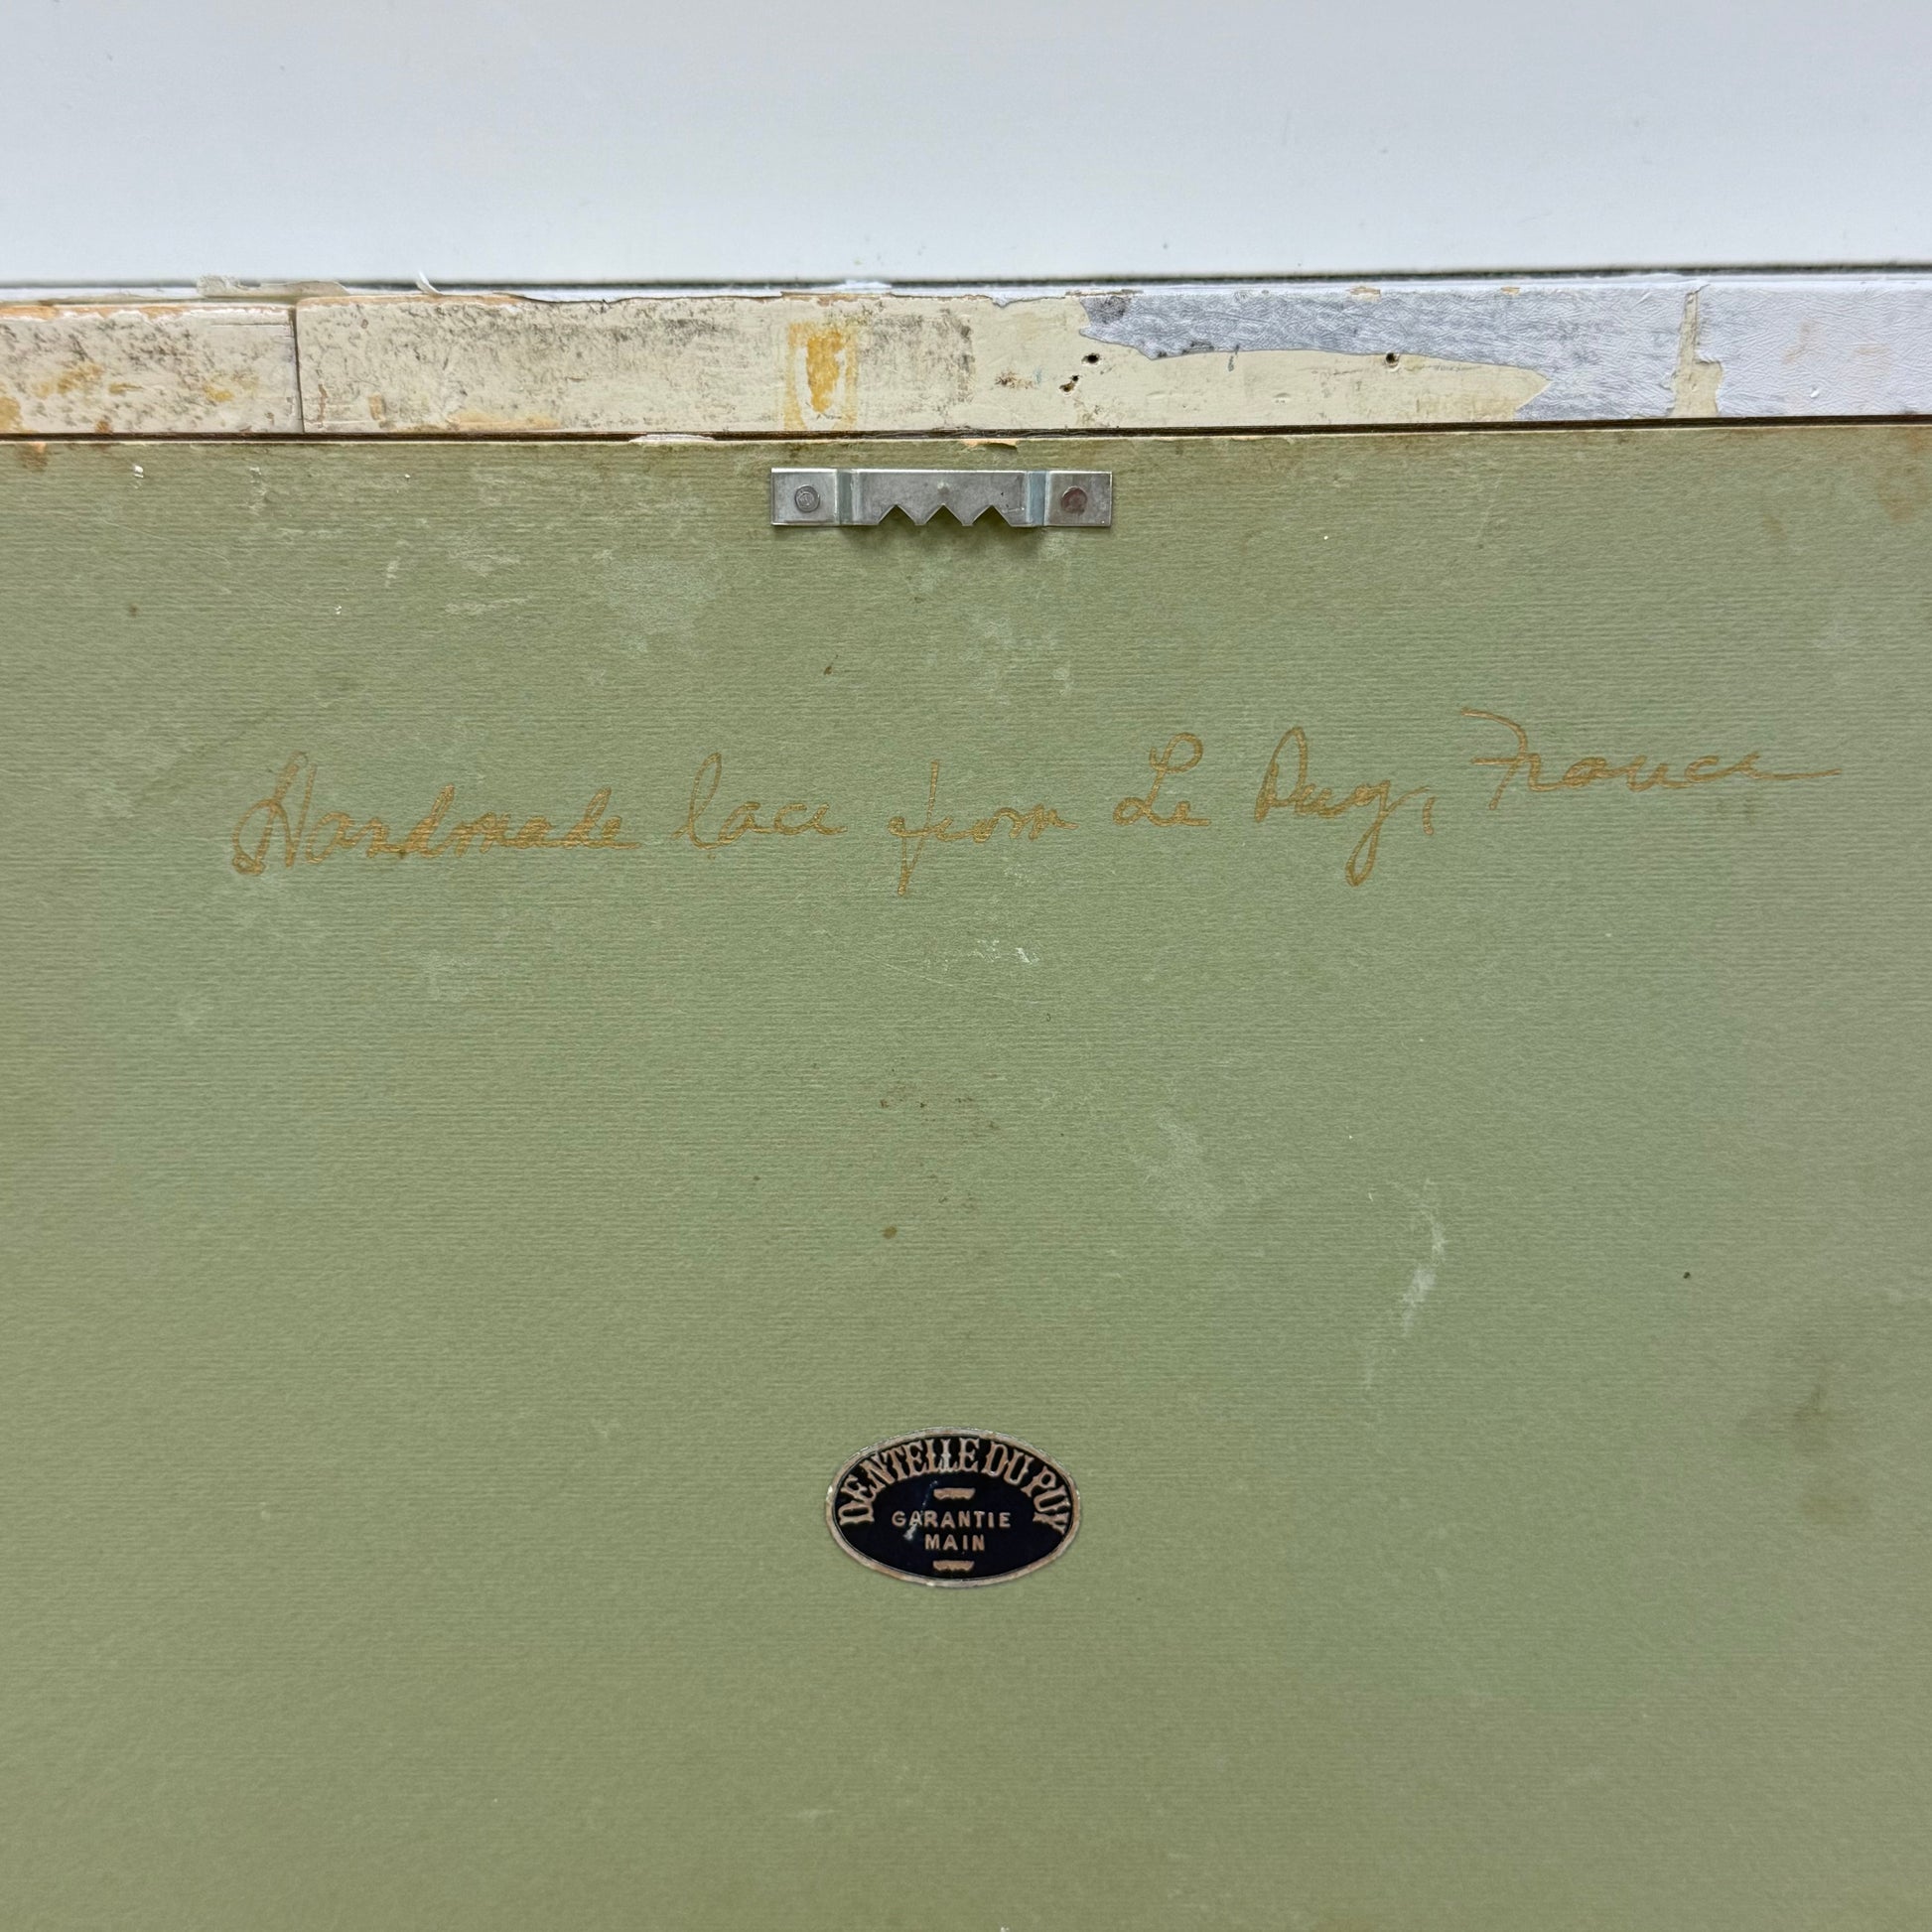 Handmade lace from Le Puy, France
DENTELLE DU PUY
GARANTIE
MAIN